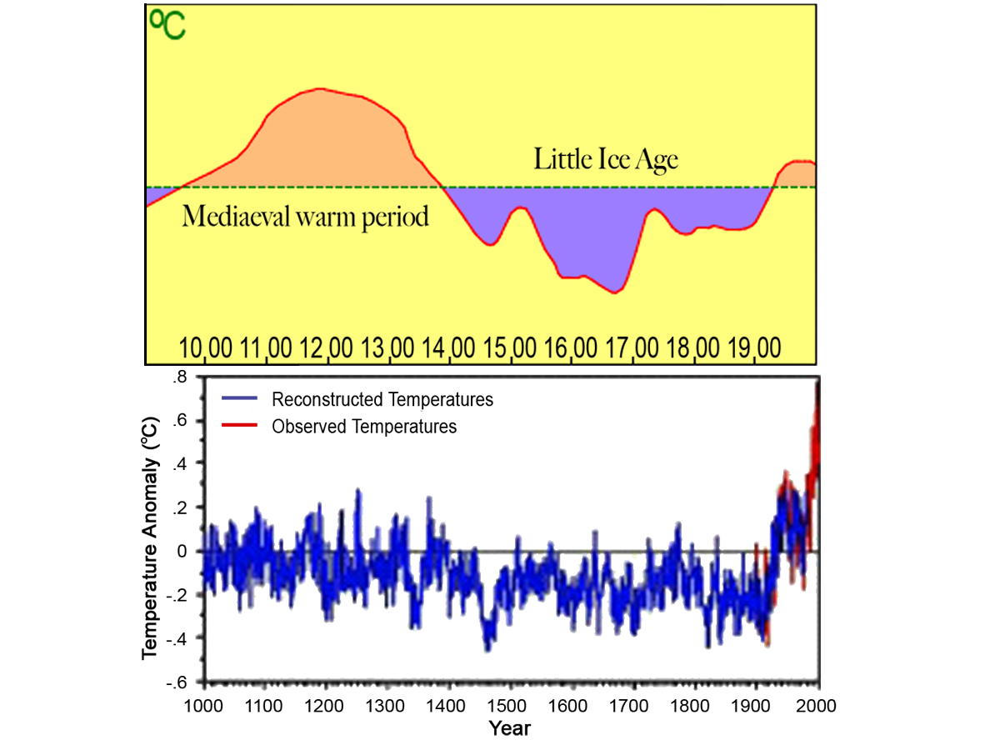 ºC
Little Ice Age
Mediaeval warm period
10 00 11 00 12 00 13 00 14 00 15 00 16 00 17 00 18 00 19 00
.8
.6
.4
.2
0
-.2
-.4
-.6
Reconstructed Temperatures
Observed Temperatures
Temperature Anomaly (°C)
1000 1100 1200 1300 1400 1500 1600 1700 1800 1900 2000
Year